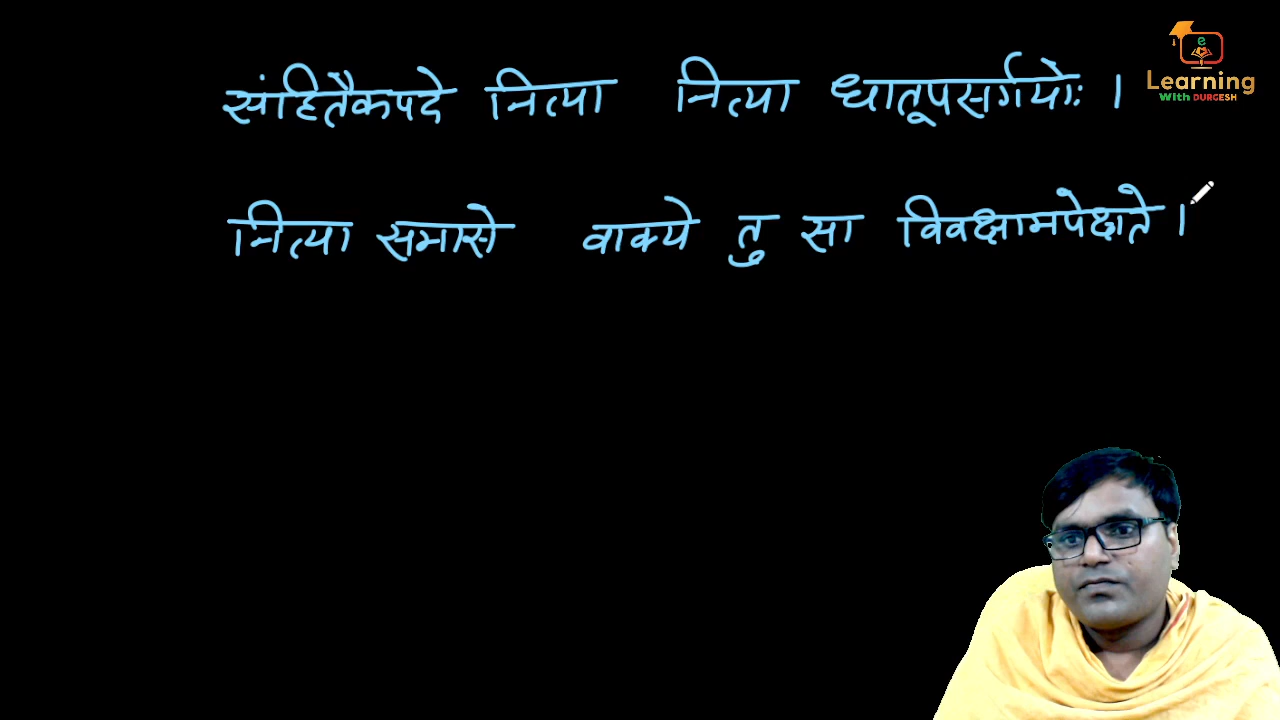 संहितैकपदे नित्या नित्या धातूपसर्गयोः ।
नित्या समासे वाक्ये तु सा विवक्षामपेक्षते ।
e
Learning
With DURGESH